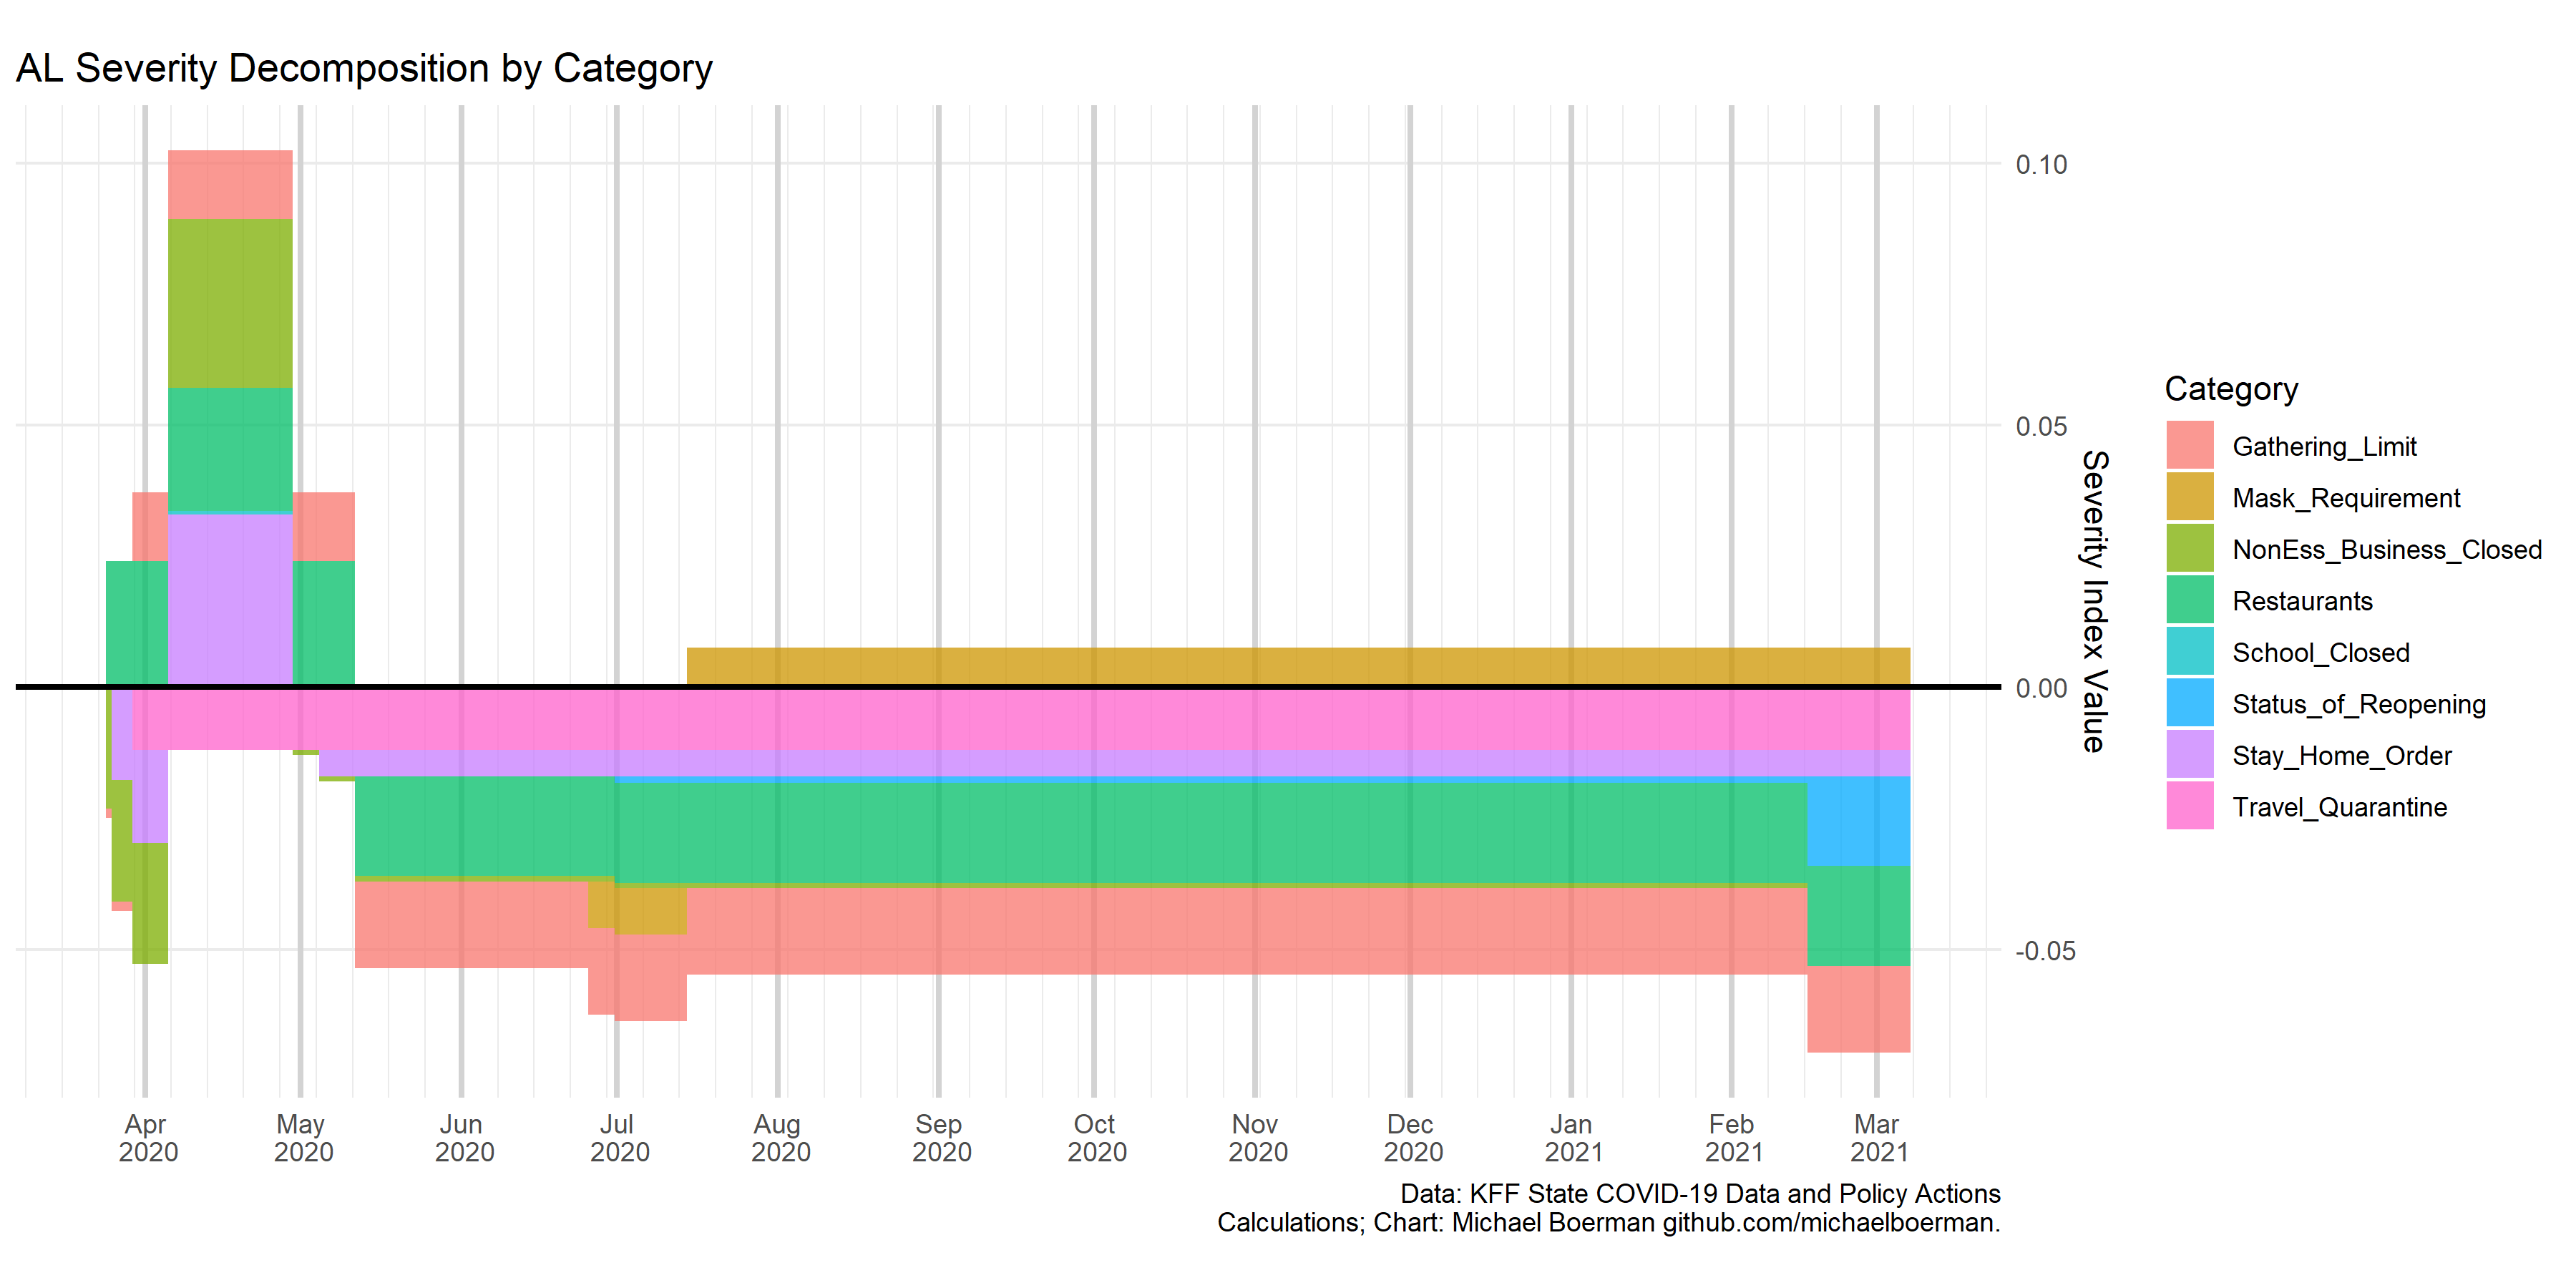 AL Severity Decomposition by Category
0.10
0.05
0.00
-0.05
Severity Index Value
Apr
2020
May
2020
Jun
2020
Jul
2020
Aug
2020
Sep
2020
Oct
2020
Nov
2020
Dec
2020
Jan
2021
Feb
2021
Mar
2021
Category
Gathering_Limit
Mask_Requirement
NonEss_Business_Closed
Restaurants
School_Closed
Status_of_Reopening
Stay_Home_Order
Travel_Quarantine
Data: KFF State COVID-19 Data and Policy Actions
Calculations; Chart: Michael Boerman github.com/michaelboerman.